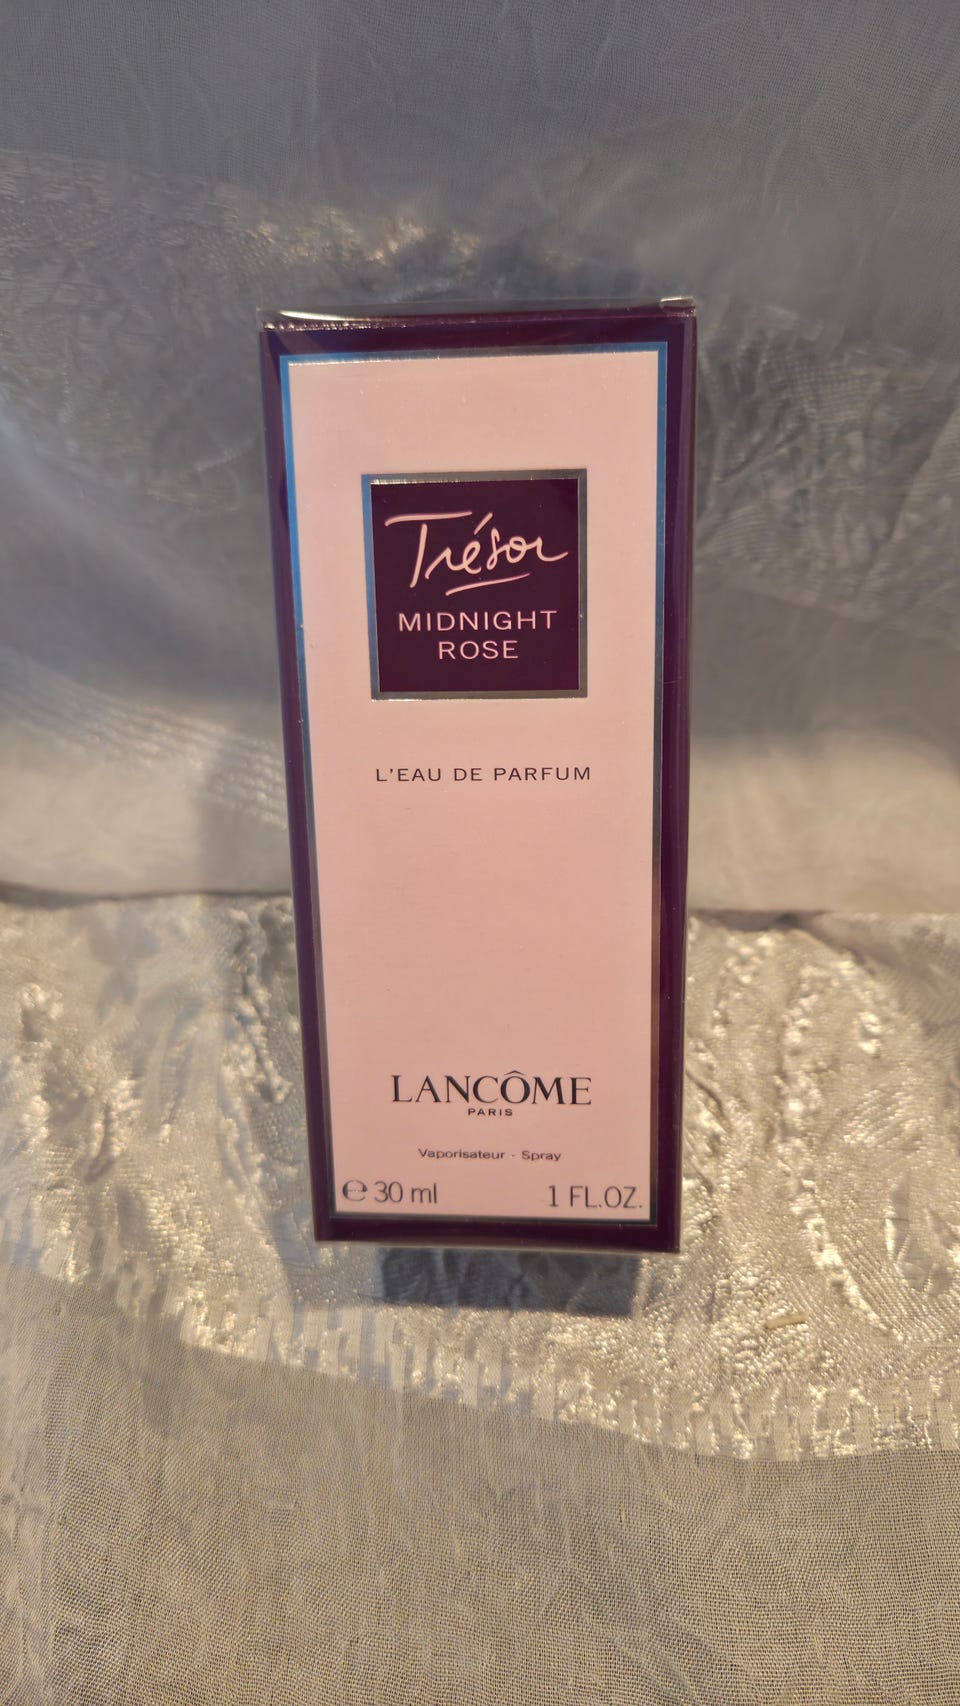 Trésor
MIDNIGHT
ROSE
L'EAU DE PARFUM
LANCÔME
PARIS
Vaporisateur - Spray
℮ 30 ml 1 FL.OZ.